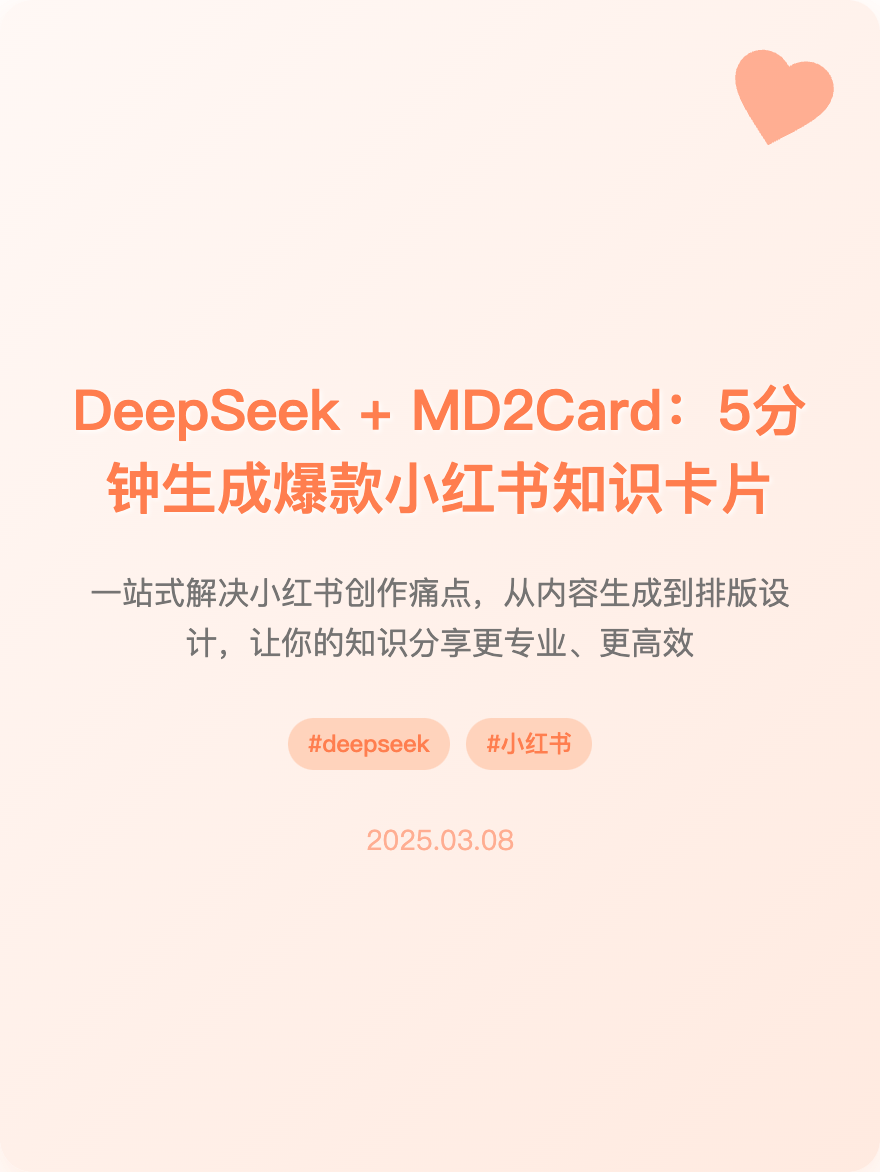 DeepSeek + MD2Card：5分
钟生成爆款小红书知识卡片
一站式解决小红书创作痛点，从内容生成到排版设
计，让你的知识分享更专业、更高效
#deepseek #小红书
2025.03.08